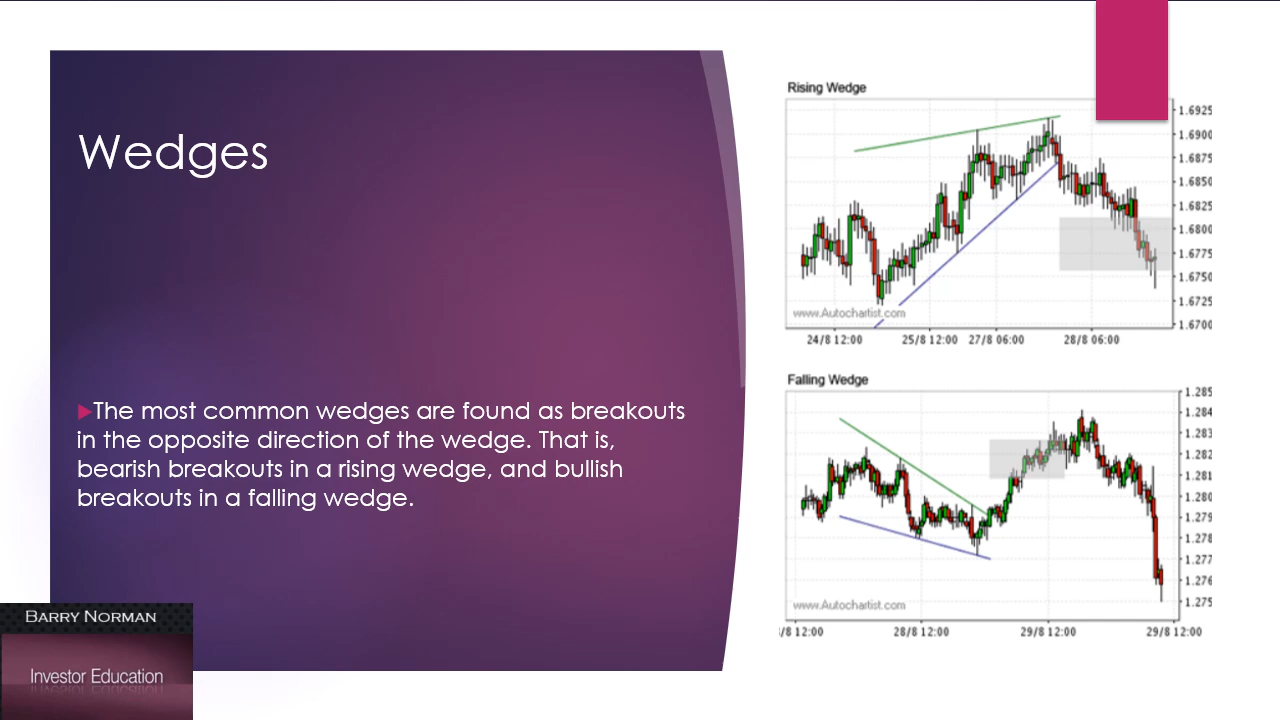 Wedges
▶The most common wedges are found as breakouts
in the opposite direction of the wedge. That is,
bearish breakouts in a rising wedge, and bullish
breakouts in a falling wedge.
BARRY NORMAN
Investor Education
Rising Wedge
1.6925
1.6900
1.6875
1.6850
1.6825
1.6800
1.6775
1.6750
1.6725
1.6700
www.Autochartist.com
24/8 12:00 25/8 12:00 27/8 06:00 28/8 06:00
Falling Wedge
1.285
1.284
1.283
1.282
1.281
1.280
1.279
1.278
1.277
1.276
1.275
www.Autochartist.com
/8 12:00 28/8 12:00 29/8 12:00 29/8 12:00